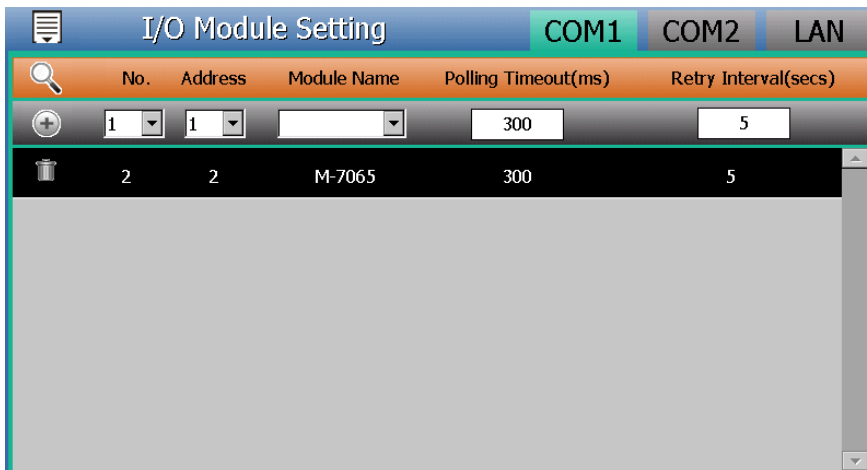 I/O Module Setting COM1 COM2 LAN
No. Address Module Name Polling Timeout(ms) Retry Interval(secs)
1 1 300 5
2 2 M-7065 300 5